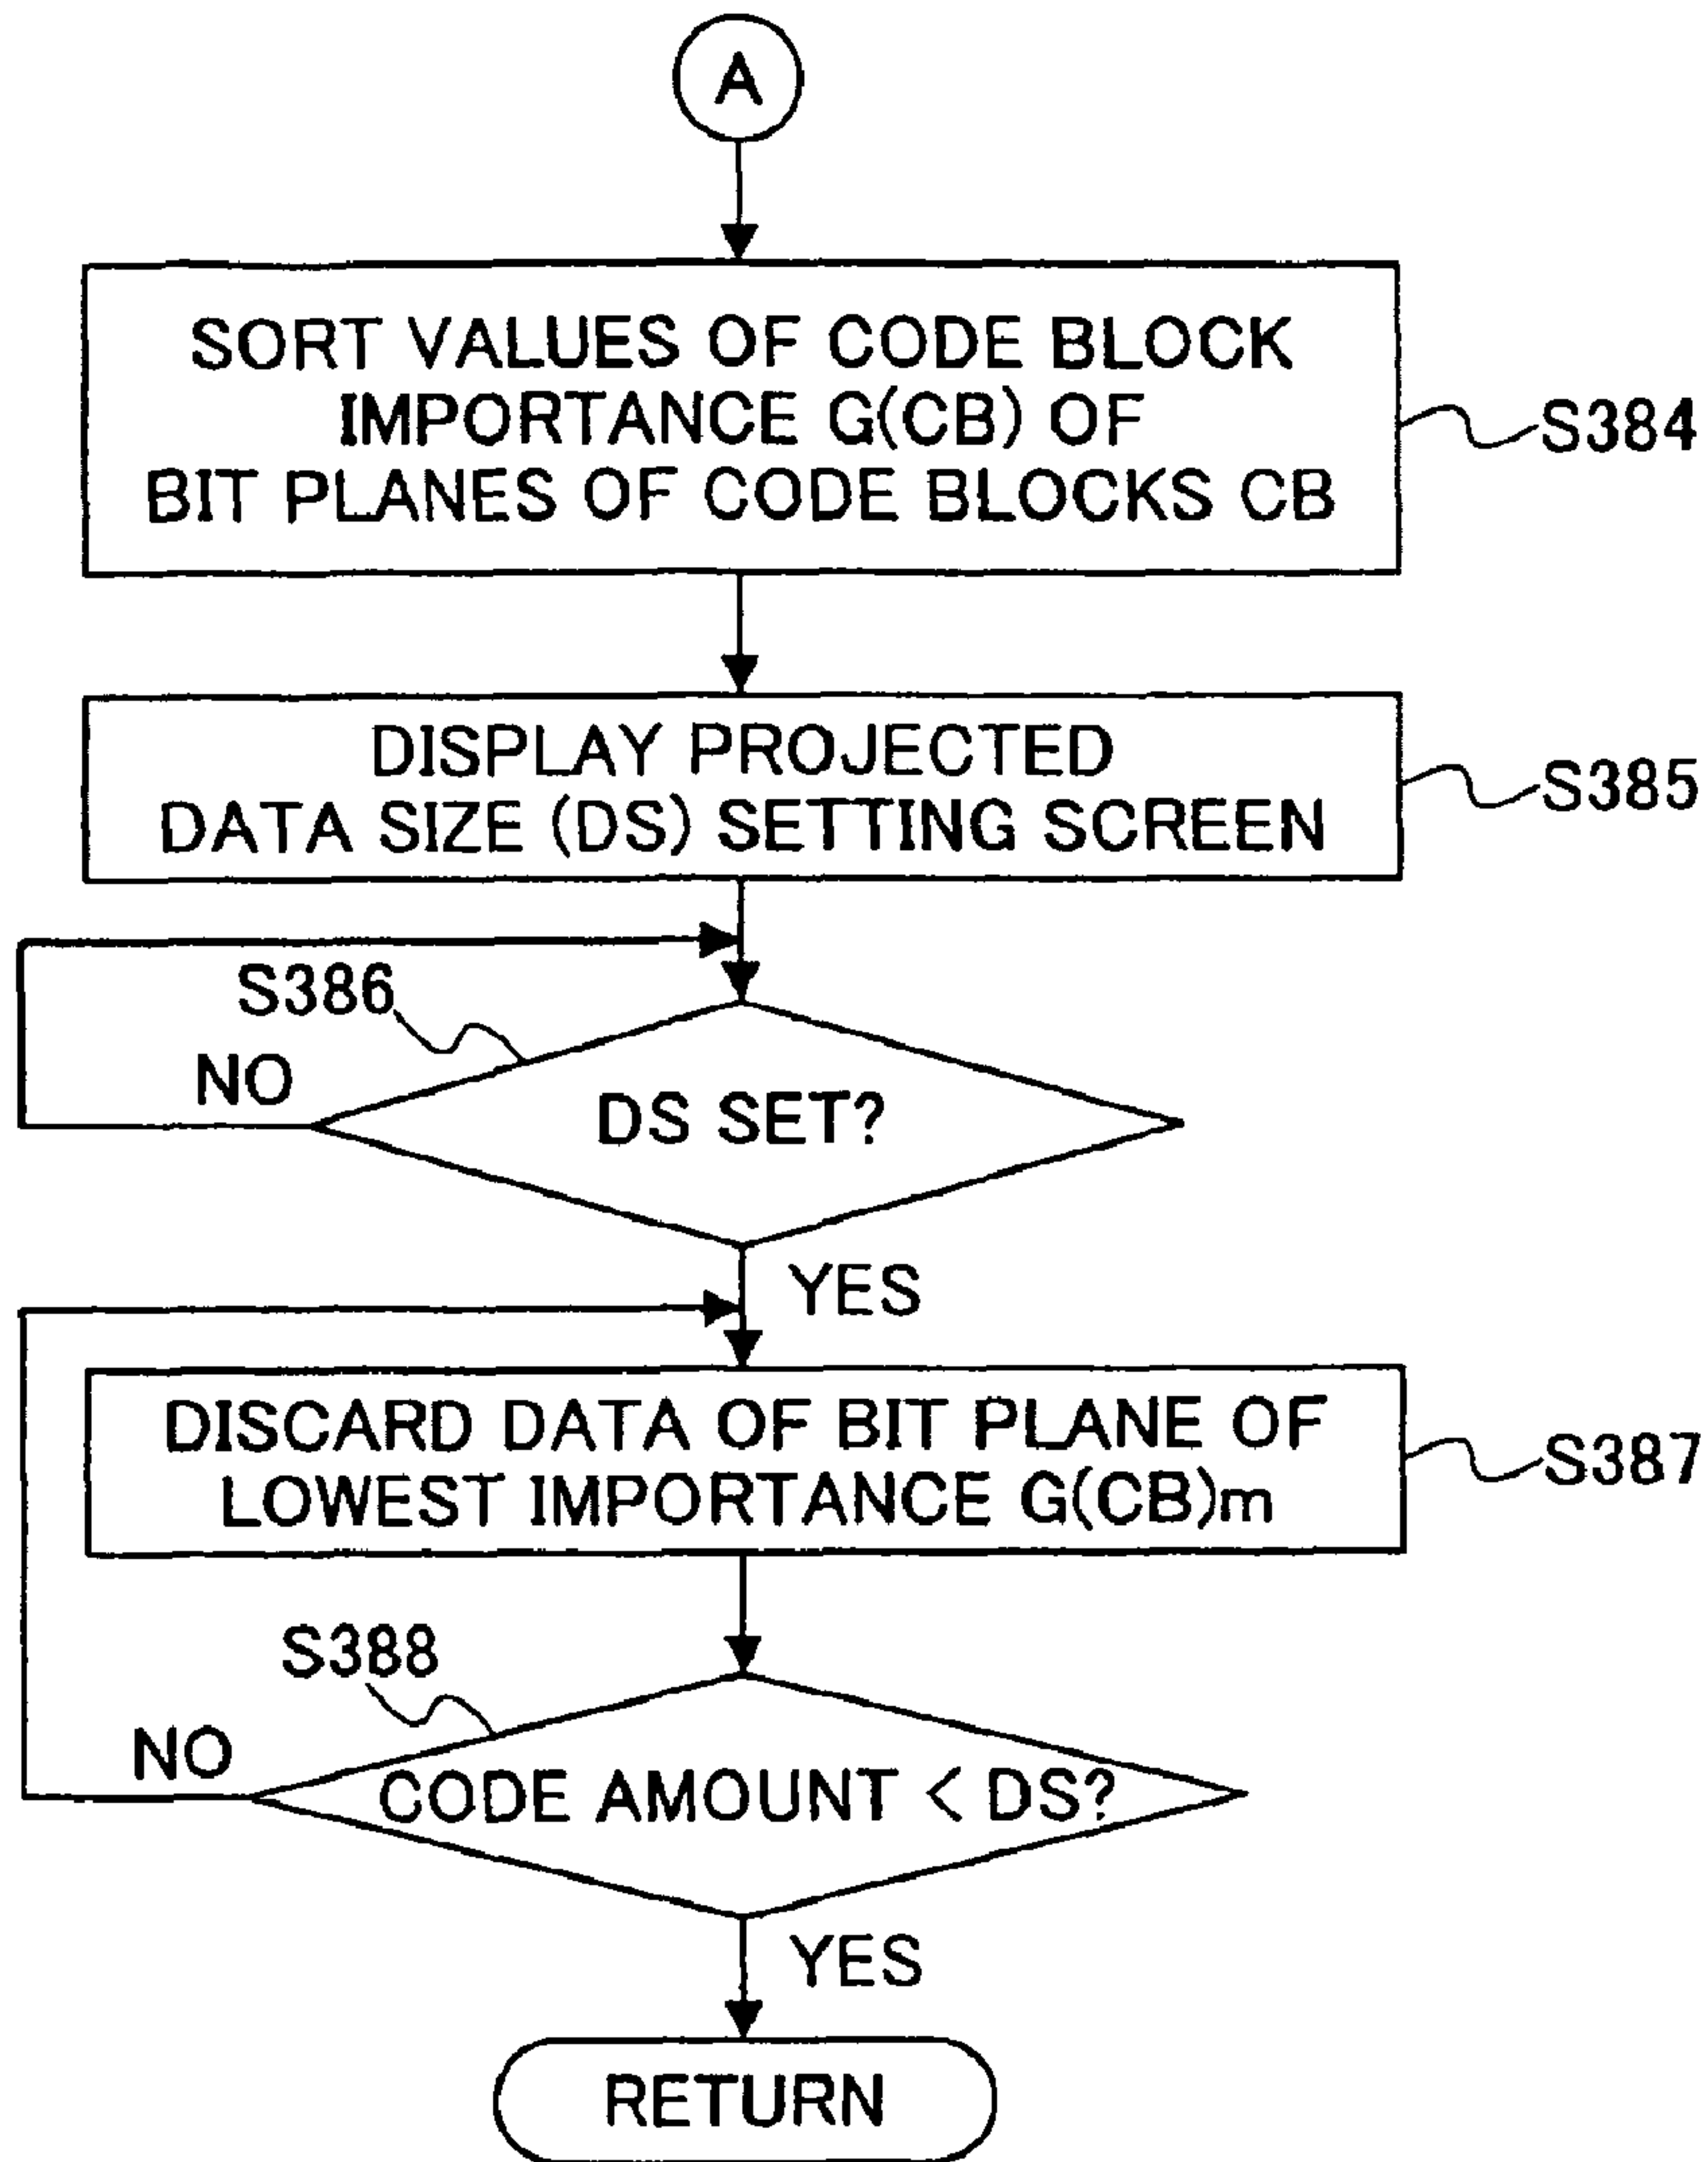 A
SORT VALUES OF CODE BLOCK
IMPORTANCE G(CB) OF
BIT PLANES OF CODE BLOCKS CB
S384
DISPLAY PROJECTED
DATA SIZE (DS) SETTING SCREEN
S385
S386
NO
DS SET?
YES
DISCARD DATA OF BIT PLANE OF
LOWEST IMPORTANCE G(CB)m
S387
S388
NO
CODE AMOUNT < DS?
YES
RETURN